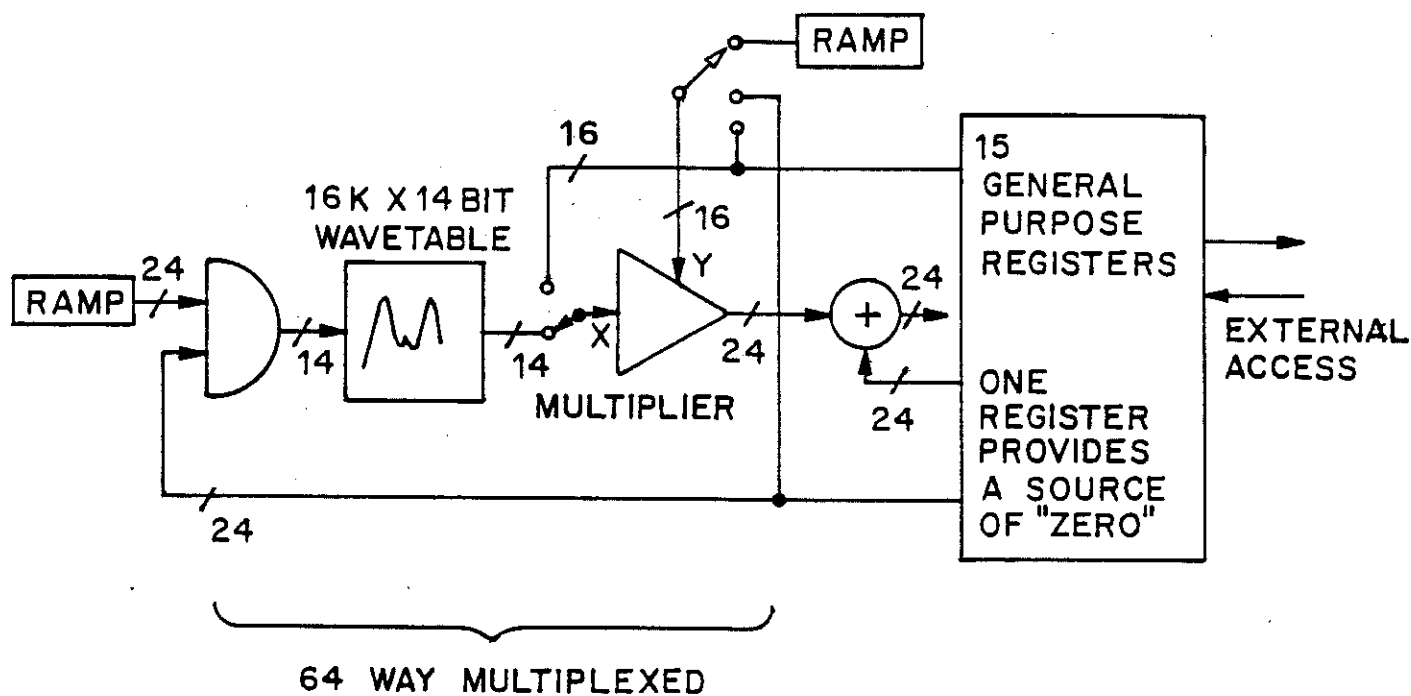 RAMP
16
15
GENERAL
PURPOSE
REGISTERS
16 K X 14 BIT
WAVETABLE
16
Y
24
RAMP
24
14
14
X
24
EXTERNAL
ACCESS
MULTIPLIER
24
ONE
REGISTER
PROVIDES
A SOURCE
OF "ZERO"
24
64 WAY MULTIPLEXED